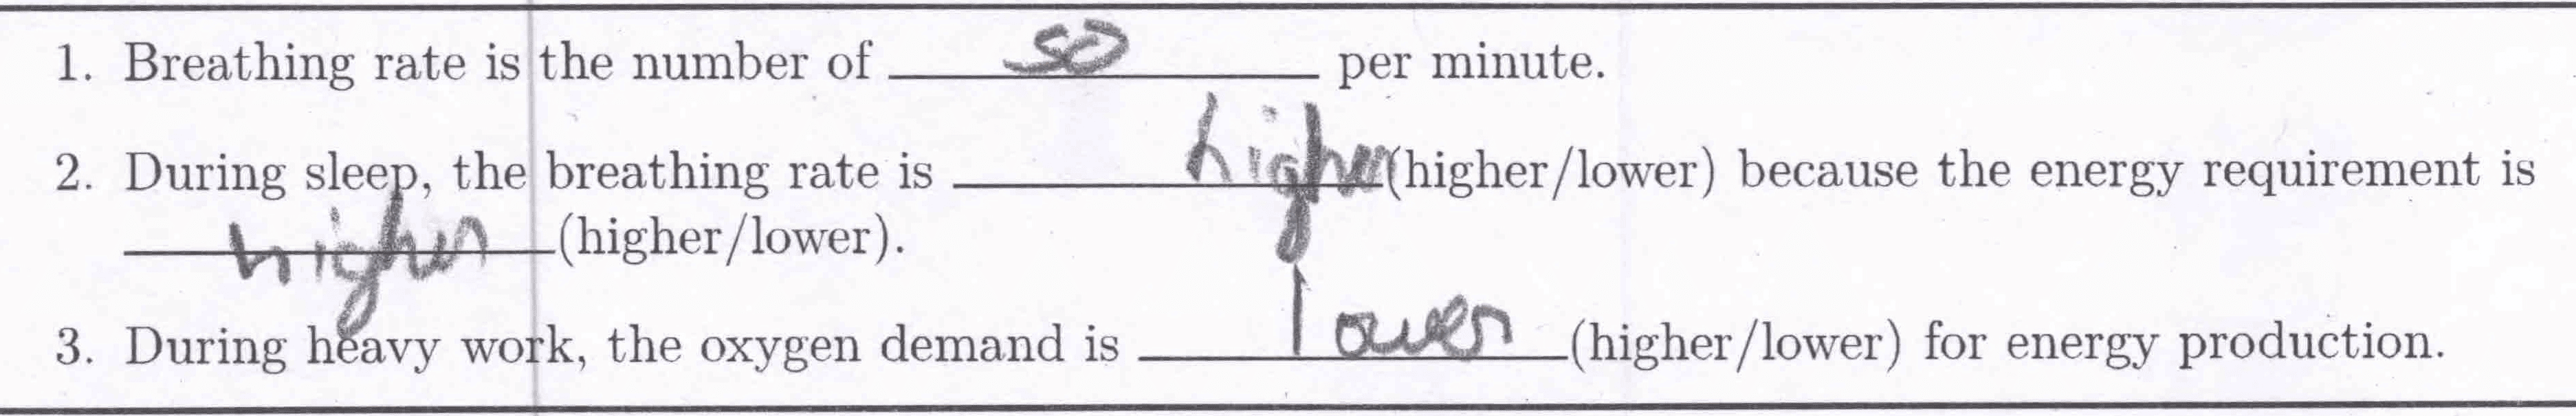 1. Breathing rate is the number of 50 per minute.
2. During sleep, the breathing rate is higher (higher/lower) because the energy requirement is
higher (higher/lower).
3. During heavy work, the oxygen demand is lower (higher/lower) for energy production.